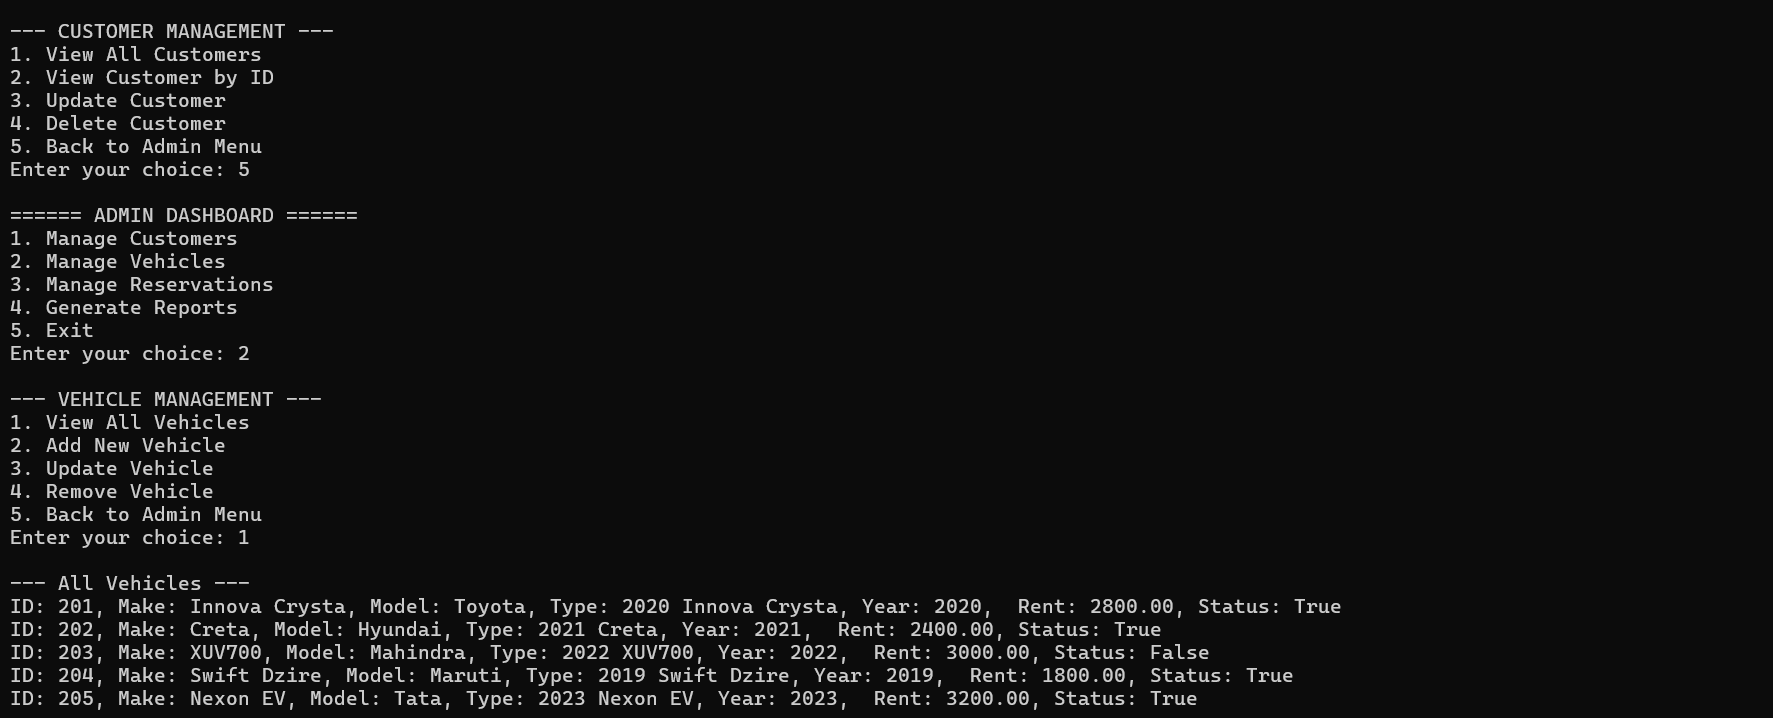 --- CUSTOMER MANAGEMENT ---
1. View All Customers
2. View Customer by ID
3. Update Customer
4. Delete Customer
5. Back to Admin Menu
Enter your choice: 5
====== ADMIN DASHBOARD ======
1. Manage Customers
2. Manage Vehicles
3. Manage Reservations
4. Generate Reports
5. Exit
Enter your choice: 2
--- VEHICLE MANAGEMENT ---
1. View All Vehicles
2. Add New Vehicle
3. Update Vehicle
4. Remove Vehicle
5. Back to Admin Menu
Enter your choice: 1
--- All Vehicles ---
ID: 201, Make: Innova Crysta, Model: Toyota, Type: 2020 Innova Crysta, Year: 2020,  Rent: 2800.00, Status: True
ID: 202, Make: Creta, Model: Hyundai, Type: 2021 Creta, Year: 2021,  Rent: 2400.00, Status: True
ID: 203, Make: XUV700, Model: Mahindra, Type: 2022 XUV700, Year: 2022,  Rent: 3000.00, Status: False
ID: 204, Make: Swift Dzire, Model: Maruti, Type: 2019 Swift Dzire, Year: 2019,  Rent: 1800.00, Status: True
ID: 205, Make: Nexon EV, Model: Tata, Type: 2023 Nexon EV, Year: 2023,  Rent: 3200.00, Status: True